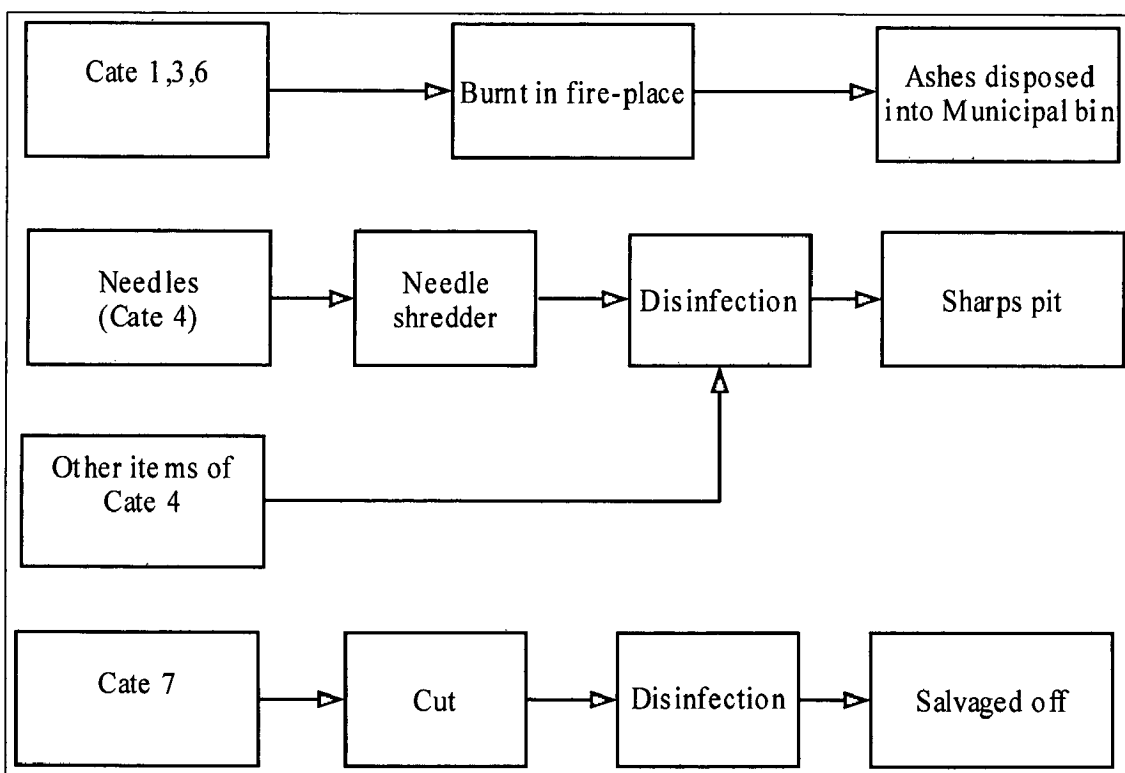 Cate 1,3,6
Burnt in fire-place
Ashes disposed
into Municipal bin
Needles
(Cate 4)
Needle
shredder
Disinfection
Sharps pit
Other items of
Cate 4
Cate 7
Cut
Disinfection
Salvaged off